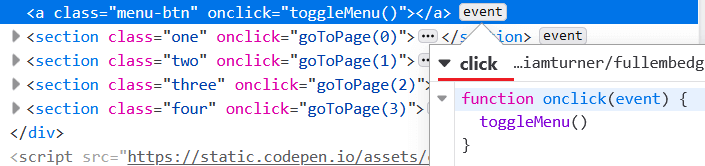 <a class="menu-btn" onclick="toggleMenu()"></a> event
<section class="one" onclick="goToPage(0)"> … </section> event
<section class="two" onclick="goToPage(1)"> …
<section class="three" onclick="goToPage(2)">
<section class="four" onclick="goToPage(3)"> …
</div>
<script src="https://static.codepen.io/assets/
click …iamturner/fullembedg
function onclick(event) {
toggleMenu()
}